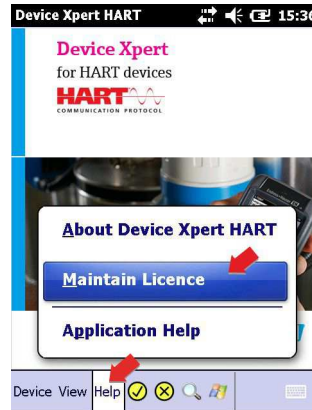 Device Xpert HART 15:36
Device Xpert
for HART devices
HART
COMMUNICATION PROTOCOL
About Device Xpert HART
Maintain Licence
Application Help
Device View Help